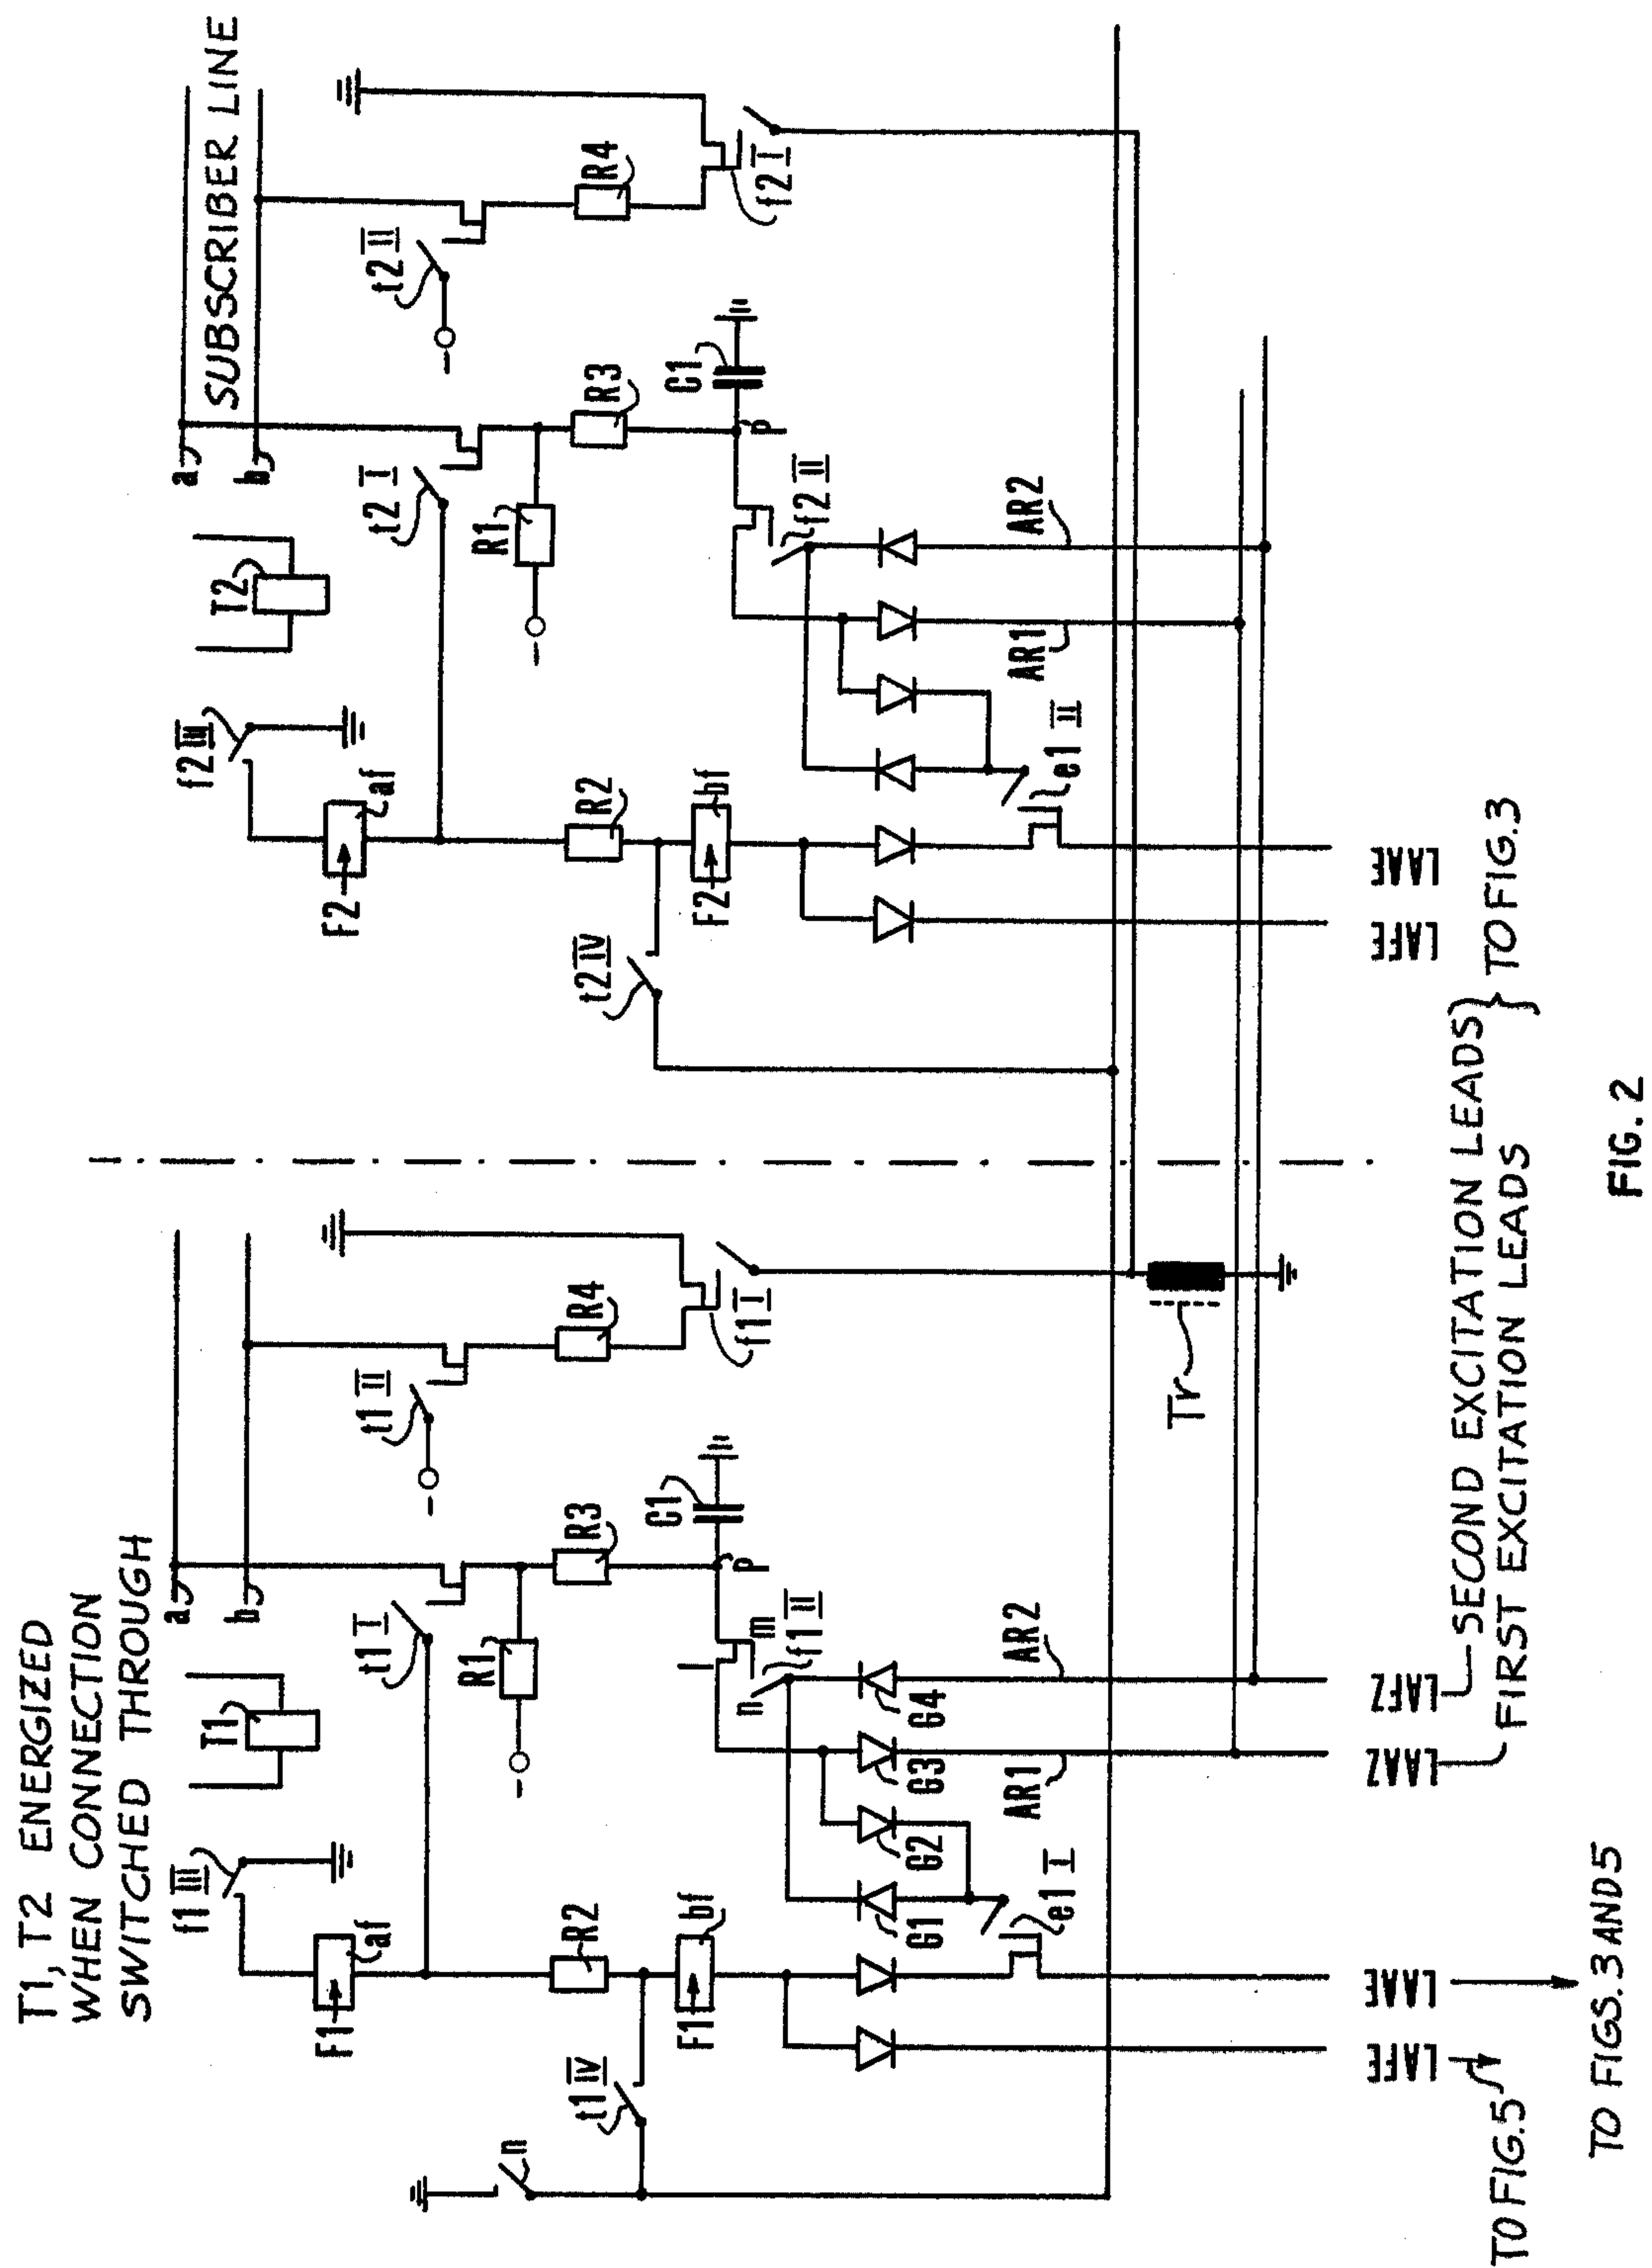 T1, T2 ENERGIZED
WHEN CONNECTION
SWITCHED THROUGH
a
b
SUBSCRIBER LINE
a
b
T1
T2
f1 III
f2 III
F1
af
t1 I
t1 II
F2
af
t2 I
t2 II
R1
R1
n
t1 IV
R2
R3
R4
t2 IV
R2
R3
R4
F1
bf
C1
p
f1 I
F2
bf
C1
p
f2 I
l
m
n
f1 II
f2 II
G1
G2
G3
G4
e1 I
AR1
AR2
e1 II
AR1
AR2
Tr
LAFE
LAAE
LAAZ
LAFZ
LAFE
LAAE
SECOND EXCITATION LEADS
FIRST EXCITATION LEADS
TO FIG.3
TO FIG.5
TO FIGS. 3 AND 5
FIG. 2